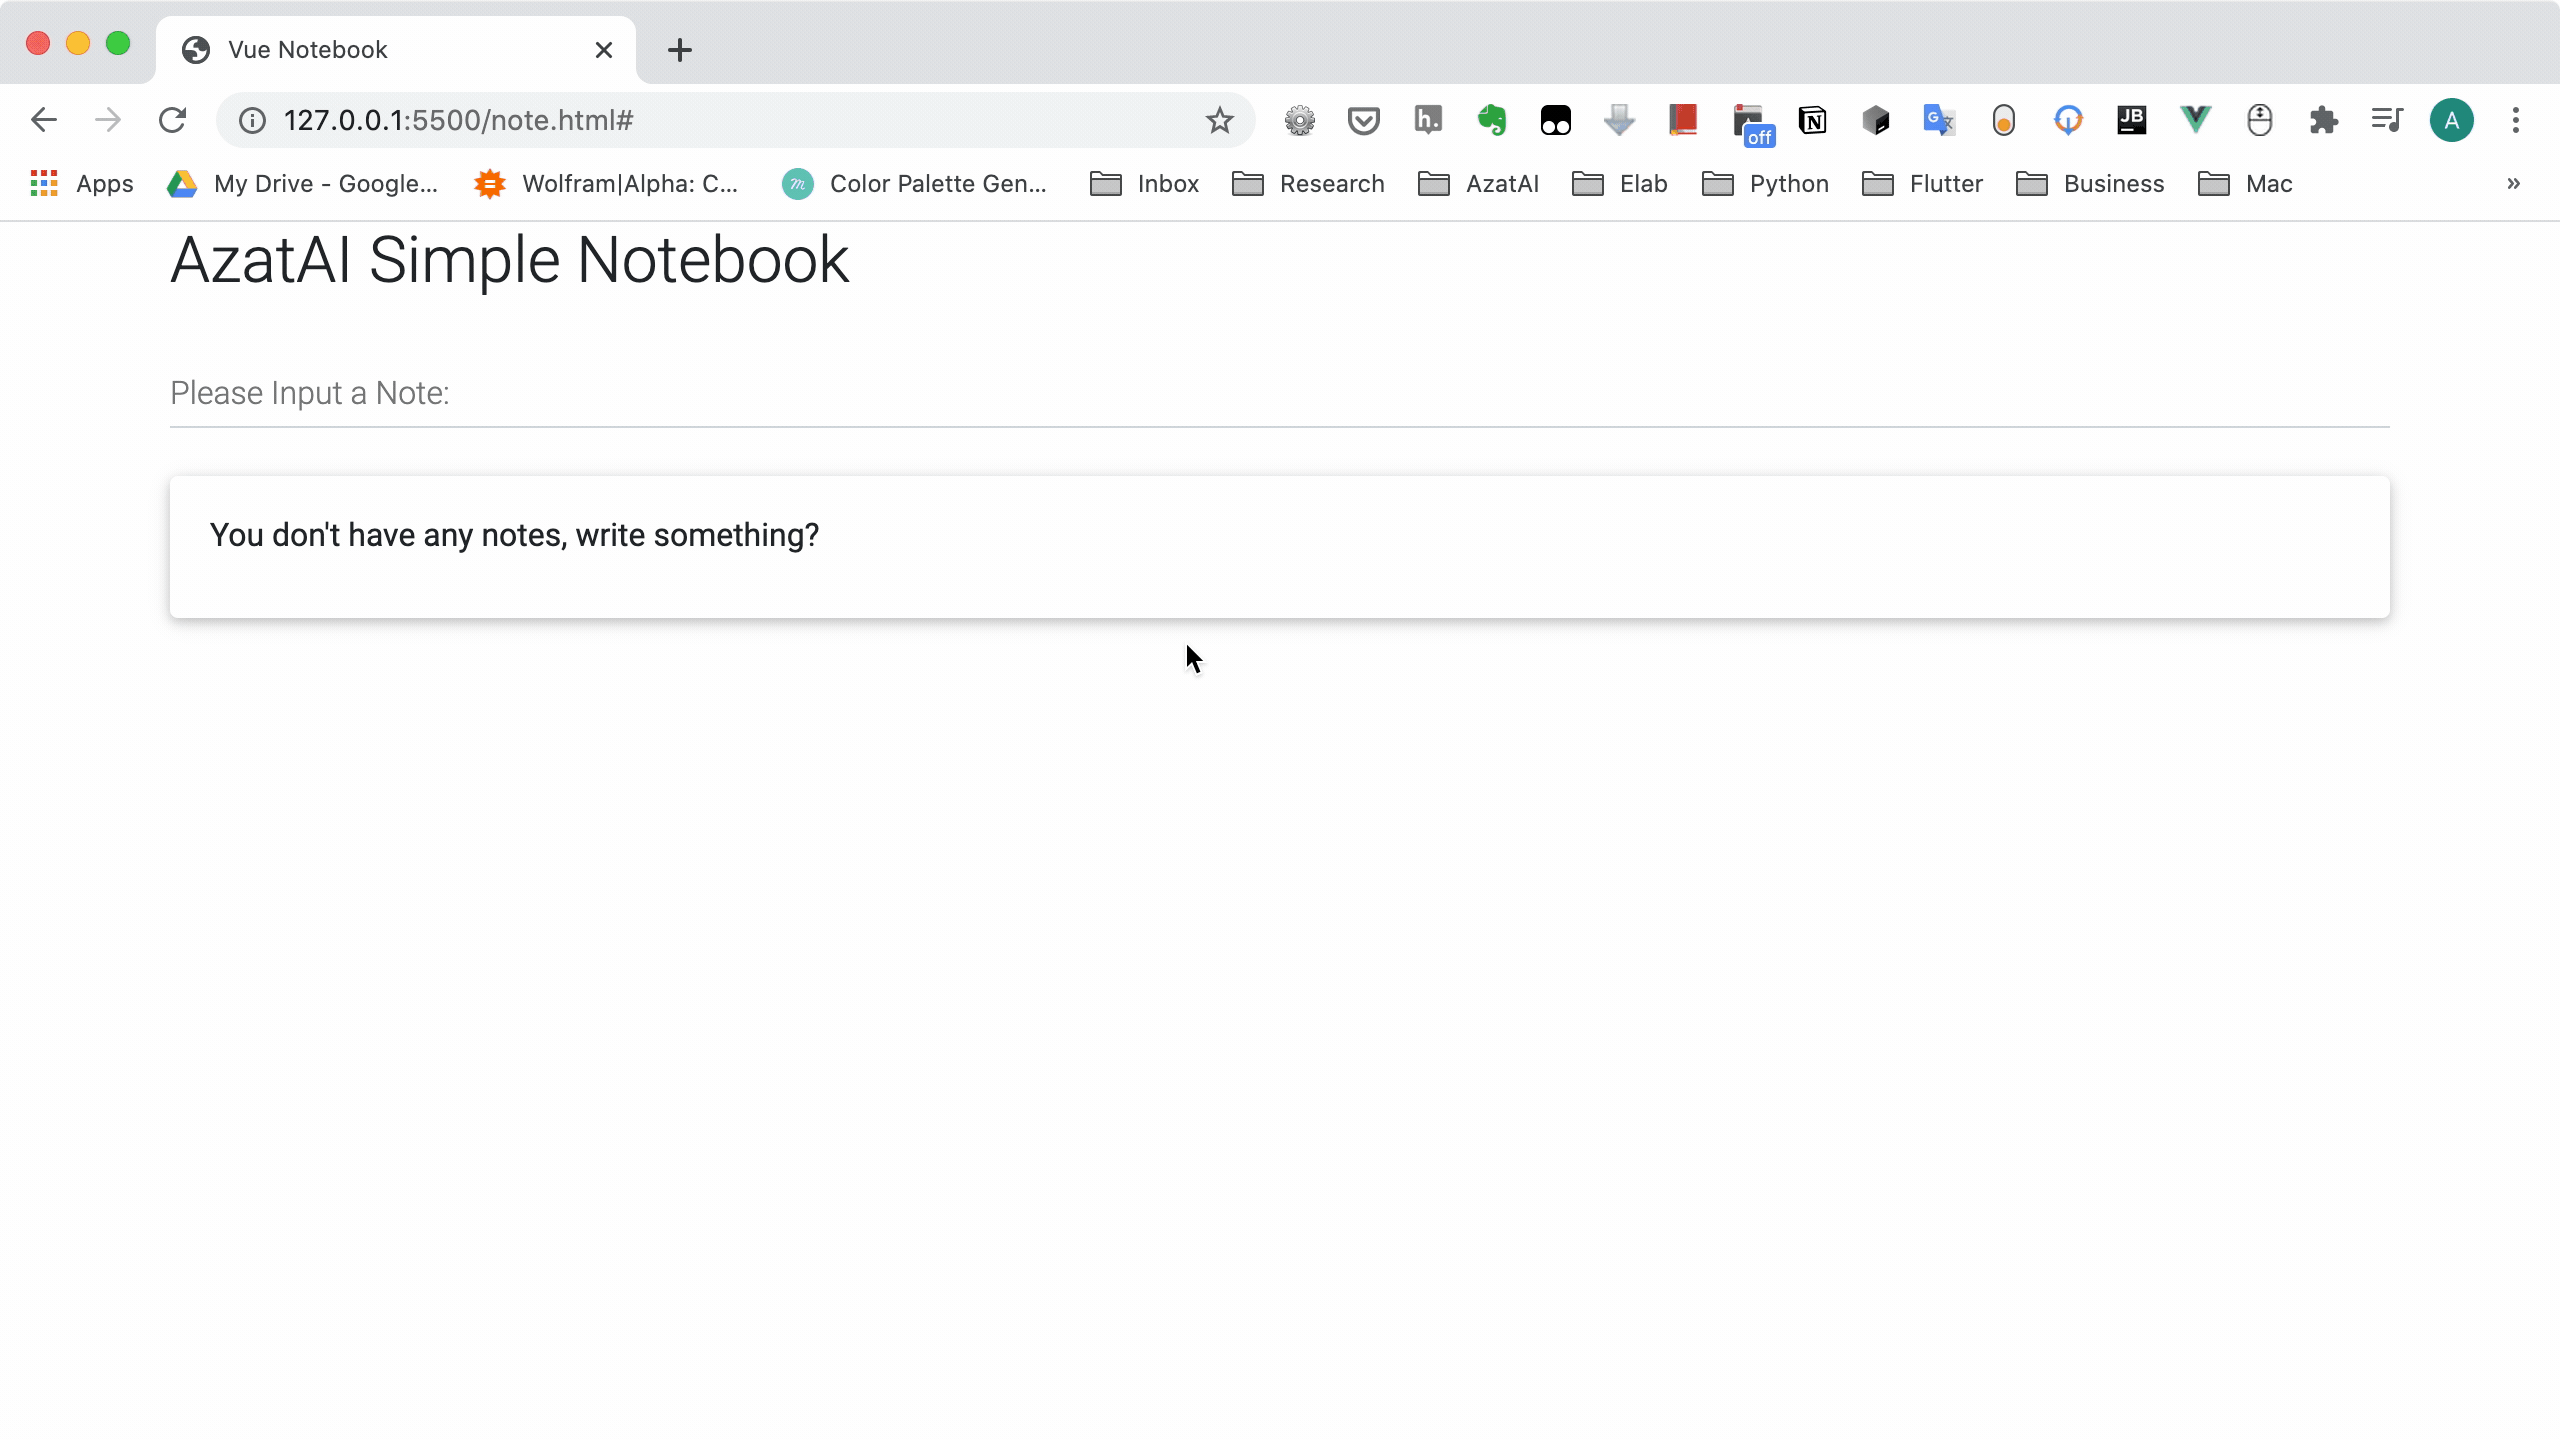 Vue Notebook
127.0.0.1:5500/note.html#
h.
off
N
G
JB
A
Apps
My Drive - Google...
Wolfram|Alpha: C...
m
Color Palette Gen...
Inbox
Research
AzatAI
Elab
Python
Flutter
Business
Mac
»
AzatAI Simple Notebook
Please Input a Note:
You don't have any notes, write something?